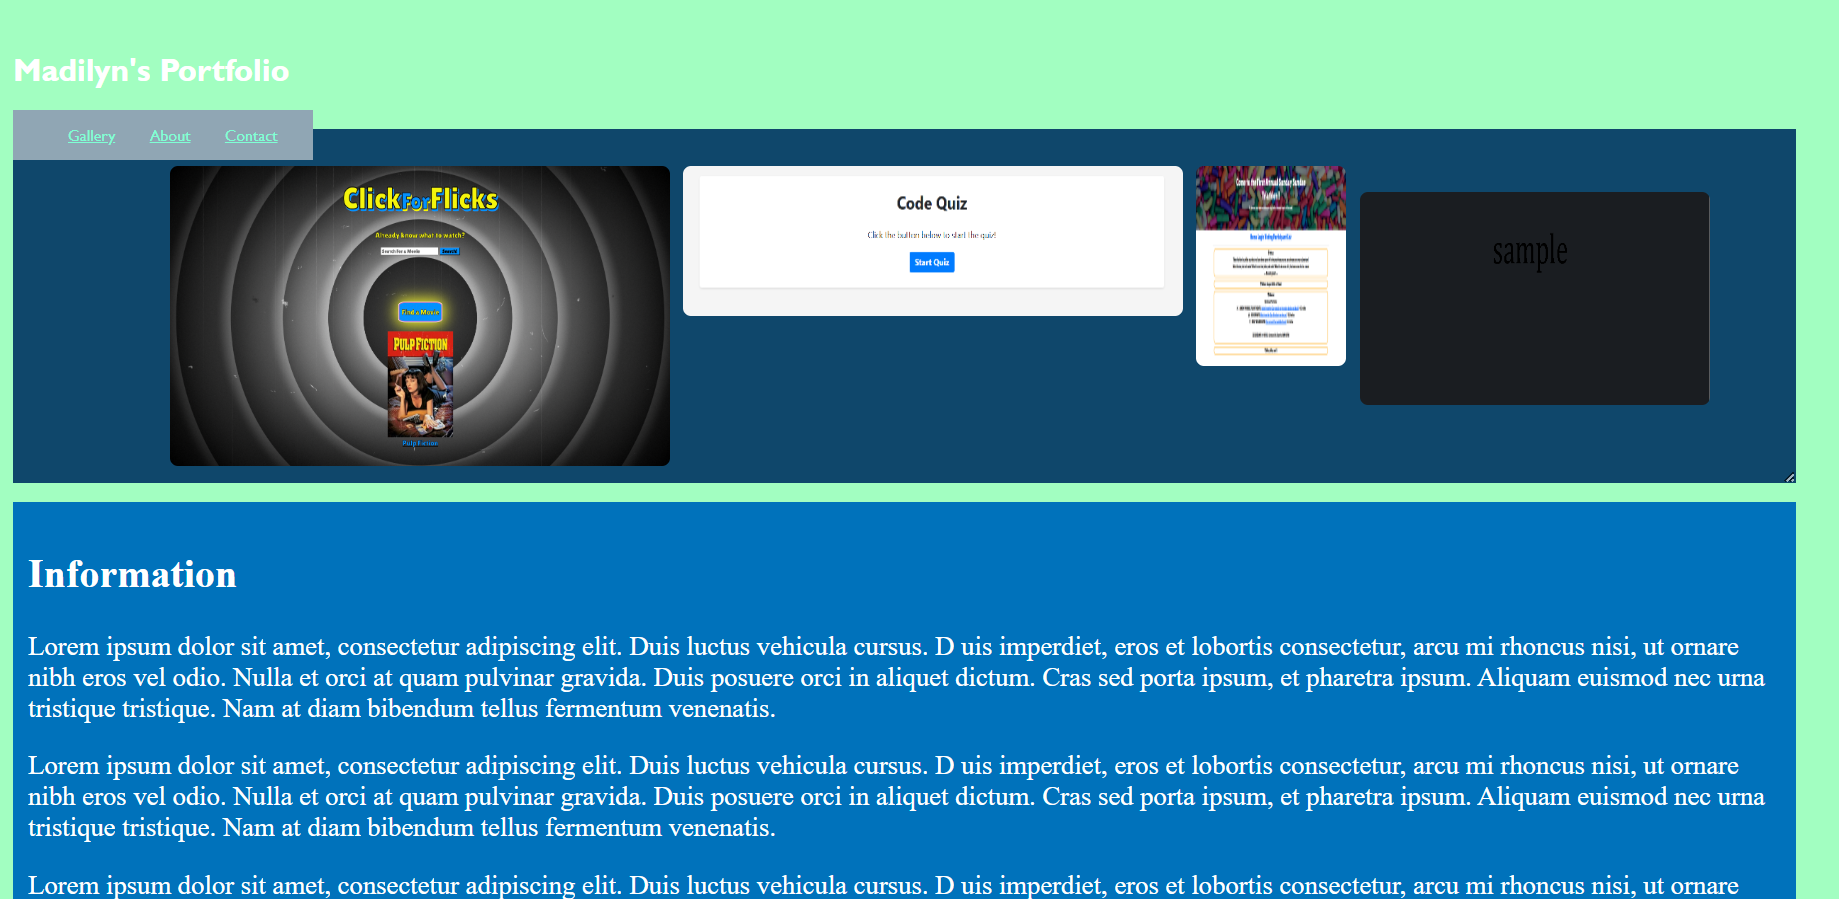 Madilyn's Portfolio
Gallery About Contact
ClickForFlicks
Already know what to watch?
Search for a Movie Search!
Find a Movie
PULP FICTION
Pulp Fiction
Code Quiz
Click the button below to start the quiz!
Start Quiz
Come to the First Annual Sunday Sundae
sample
Information
Lorem ipsum dolor sit amet, consectetur adipiscing elit. Duis luctus vehicula cursus. D uis imperdiet, eros et lobortis consectetur, arcu mi rhoncus nisi, ut ornare
nibh eros vel odio. Nulla et orci at quam pulvinar gravida. Duis posuere orci in aliquet dictum. Cras sed porta ipsum, et pharetra ipsum. Aliquam euismod nec urna
tristique tristique. Nam at diam bibendum tellus fermentum venenatis.
Lorem ipsum dolor sit amet, consectetur adipiscing elit. Duis luctus vehicula cursus. D uis imperdiet, eros et lobortis consectetur, arcu mi rhoncus nisi, ut ornare
nibh eros vel odio. Nulla et orci at quam pulvinar gravida. Duis posuere orci in aliquet dictum. Cras sed porta ipsum, et pharetra ipsum. Aliquam euismod nec urna
tristique tristique. Nam at diam bibendum tellus fermentum venenatis.
Lorem ipsum dolor sit amet, consectetur adipiscing elit. Duis luctus vehicula cursus. D uis imperdiet, eros et lobortis consectetur, arcu mi rhoncus nisi, ut ornare